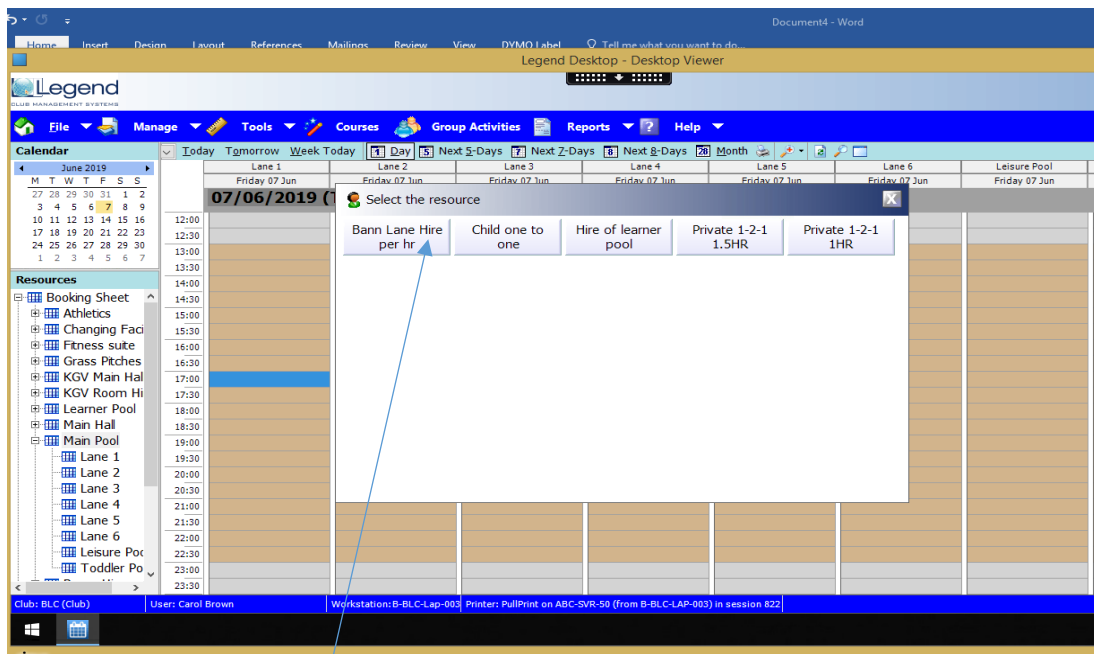 Document4 - Word
Home Insert Design Layout References Mailings Review View DYMO Label Tell me what you want to do...
Legend Desktop - Desktop Viewer
Legend
CLUB MANAGEMENT SYSTEMS
File Manage Tools Courses Group Activities Reports Help
Calendar
Today Tomorrow Week Today 1 Day 5 Next 5-Days 7 Next 7-Days 8 Next 8-Days 28 Month
June 2019
M T W T F S S
27 28 29 30 31 1 2
3 4 5 6 7 8 9
10 11 12 13 14 15 16
17 18 19 20 21 22 23
24 25 26 27 28 29 30
1 2 3 4 5 6 7
Lane 1 Lane 2 Lane 3 Lane 4 Lane 5 Lane 6 Leisure Pool
Friday 07 Jun Friday 07 Jun Friday 07 Jun Friday 07 Jun Friday 07 Jun Friday 07 Jun Friday 07 Jun
07/06/2019
Select the resource
X
Bann Lane Hire per hr
Child one to one
Hire of learner pool
Private 1-2-1 1.5HR
Private 1-2-1 1HR
12:00
12:30
13:00
13:30
14:00
14:30
15:00
15:30
16:00
16:30
17:00
17:30
18:00
18:30
19:00
19:30
20:00
20:30
21:00
21:30
22:00
22:30
23:00
23:30
Resources
Booking Sheet
Athletics
Changing Faci
Fitness suite
Grass Pitches
KGV Main Hal
KGV Room Hi
Learner Pool
Main Hall
Main Pool
Lane 1
Lane 2
Lane 3
Lane 4
Lane 5
Lane 6
Leisure Poo
Toddler Po
Club: BLC (Club) User: Carol Brown Workstation:B-BLC-Lap-003 Printer: PullPrint on ABC-SVR-50 (from B-BLC-LAP-003) in session 822